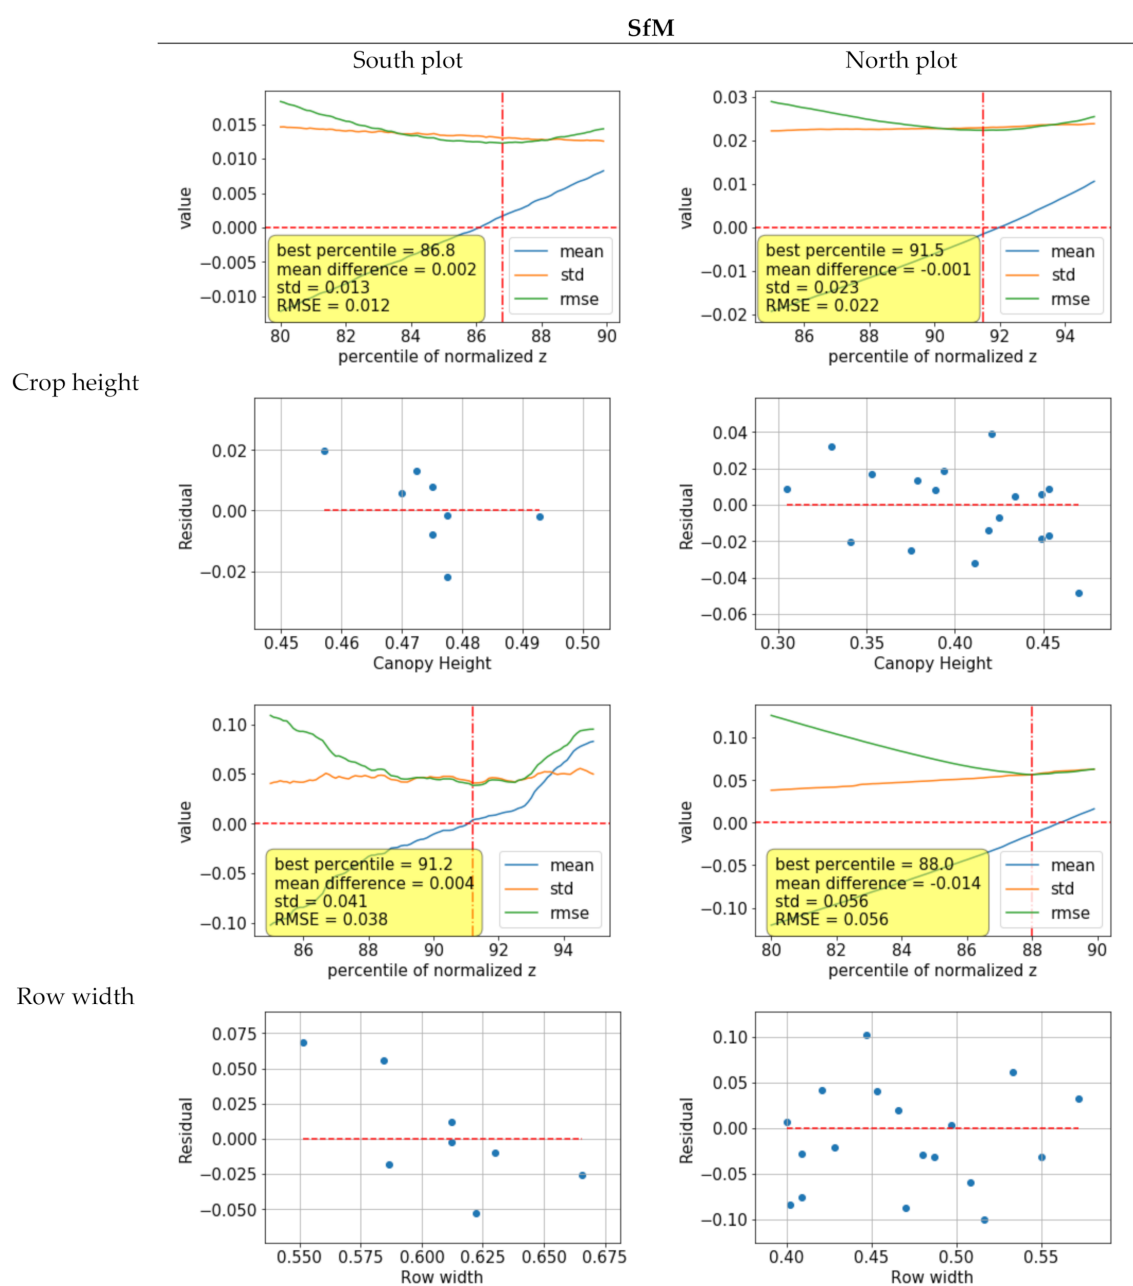 SfM
South plot
North plot
Crop height
0.015
0.010
0.005
0.000
−0.005
−0.010
value
best percentile = 86.8
mean difference = 0.002
std = 0.013
RMSE = 0.012
mean
std
rmse
80 82 84 86 88 90
percentile of normalized z
0.03
0.02
0.01
0.00
−0.01
−0.02
value
best percentile = 91.5
mean difference = -0.001
std = 0.023
RMSE = 0.022
mean
std
rmse
86 88 90 92 94
percentile of normalized z
0.02
0.00
−0.02
Residual
0.45 0.46 0.47 0.48 0.49 0.50
Canopy Height
0.04
0.02
0.00
−0.02
−0.04
−0.06
Residual
0.30 0.35 0.40 0.45
Canopy Height
Row width
0.10
0.05
0.00
−0.05
−0.10
value
best percentile = 91.2
mean difference = 0.004
std = 0.041
RMSE = 0.038
mean
std
rmse
86 88 90 92 94
percentile of normalized z
0.10
0.05
0.00
−0.05
−0.10
value
best percentile = 88.0
mean difference = -0.014
std = 0.056
RMSE = 0.056
mean
std
rmse
80 82 84 86 88 90
percentile of normalized z
0.075
0.050
0.025
0.000
−0.025
−0.050
Residual
0.550 0.575 0.600 0.625 0.650 0.675
Row width
0.10
0.05
0.00
−0.05
−0.10
Residual
0.40 0.45 0.50 0.55
Row width